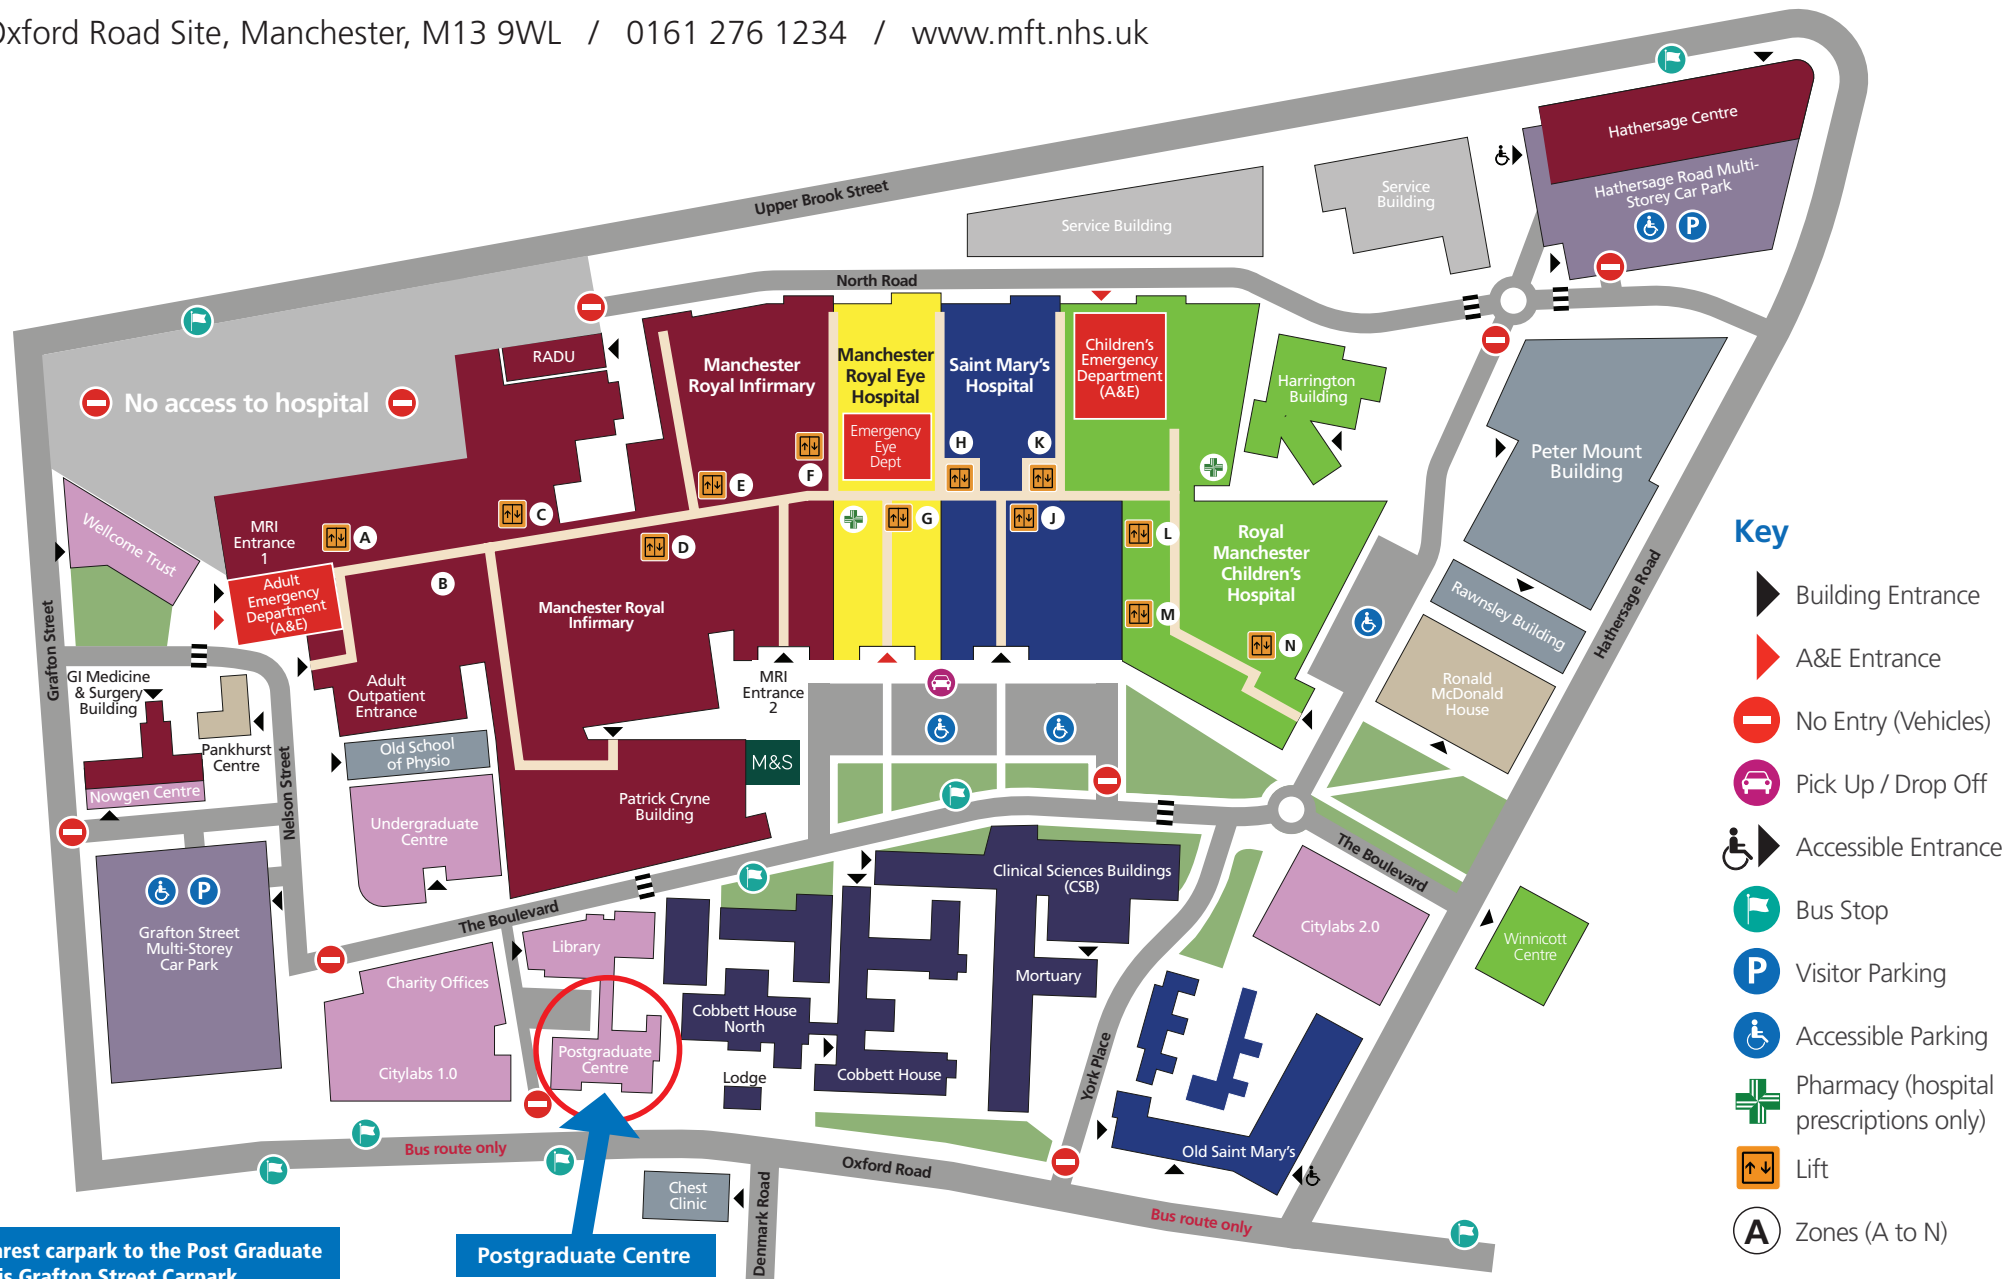 Oxford Road Site, Manchester, M13 9WL / 0161 276 1234 / www.mft.nhs.uk
Hathersage Centre
Hathersage Road Multi-
Storey Car Park
P
Service
Building
Service Building
Upper Brook Street
North Road
No access to hospital
RADU
Manchester
Royal Infirmary
Manchester
Royal Eye
Hospital
Emergency
Eye
Dept
Saint Mary's
Hospital
Children's
Emergency
Department
(A&E)
Harrington
Building
Peter Mount
Building
Wellcome Trust
MRI
Entrance
1
Adult
Emergency
Department
(A&E)
A
B
C
D
E
F
G
H
J
K
L
M
N
Manchester Royal
Infirmary
Royal
Manchester
Children's
Hospital
Rawnsley Building
Ronald
McDonald
House
Hathersage Road
Grafton Street
GI Medicine
& Surgery
Building
Pankhurst
Centre
Nowgen Centre
Nelson Street
Adult
Outpatient
Entrance
Old School
of Physio
Undergraduate
Centre
MRI
Entrance
2
M&S
Patrick Cryne
Building
P
Grafton Street
Multi-Storey
Car Park
The Boulevard
The Boulevard
Library
Charity Offices
Citylabs 1.0
Postgraduate
Centre
Cobbett House
North
Lodge
Cobbett House
Clinical Sciences Buildings
(CSB)
Mortuary
York Place
Citylabs 2.0
Winnicott
Centre
Old Saint Mary's
Bus route only
Oxford Road
Bus route only
Chest
Clinic
Denmark Road
Postgraduate Centre
carpark to the Post Graduate
is Grafton Street Carpark
Key
Building Entrance
A&E Entrance
No Entry (Vehicles)
Pick Up / Drop Off
Accessible Entrance
Bus Stop
P Visitor Parking
Accessible Parking
Pharmacy (hospital
prescriptions only)
Lift
A Zones (A to N)